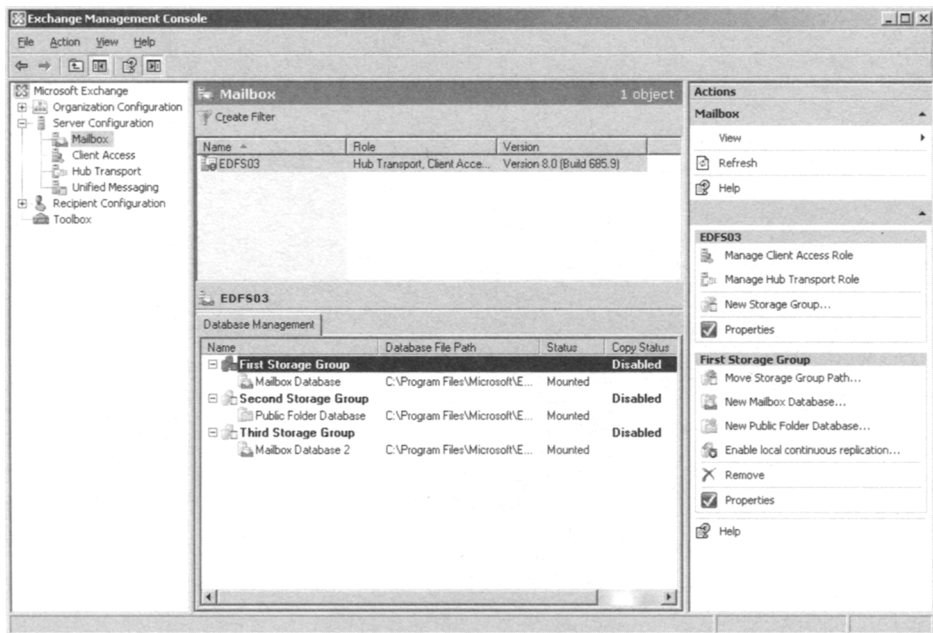 Exchange Management Console
File Action View Help
Microsoft Exchange
Organization Configuration
Server Configuration
Mailbox
Client Access
Hub Transport
Unified Messaging
Recipient Configuration
Toolbox
Mailbox 1 object
Create Filter
Name Role Version
EDFS03 Hub Transport, Client Acce... Version 8.0 (Build 685.9)
EDFS03
Database Management
Name Database File Path Status Copy Status
First Storage Group Disabled
Mailbox Database C:\Program Files\Microsoft\E... Mounted
Second Storage Group Disabled
Public Folder Database C:\Program Files\Microsoft\E... Mounted
Third Storage Group Disabled
Mailbox Database 2 C:\Program Files\Microsoft\E... Mounted
Actions
Mailbox
View
Refresh
Help
EDFS03
Manage Client Access Role
Manage Hub Transport Role
New Storage Group...
Properties
First Storage Group
Move Storage Group Path...
New Mailbox Database...
New Public Folder Database...
Enable local continuous replication...
Remove
Properties
Help